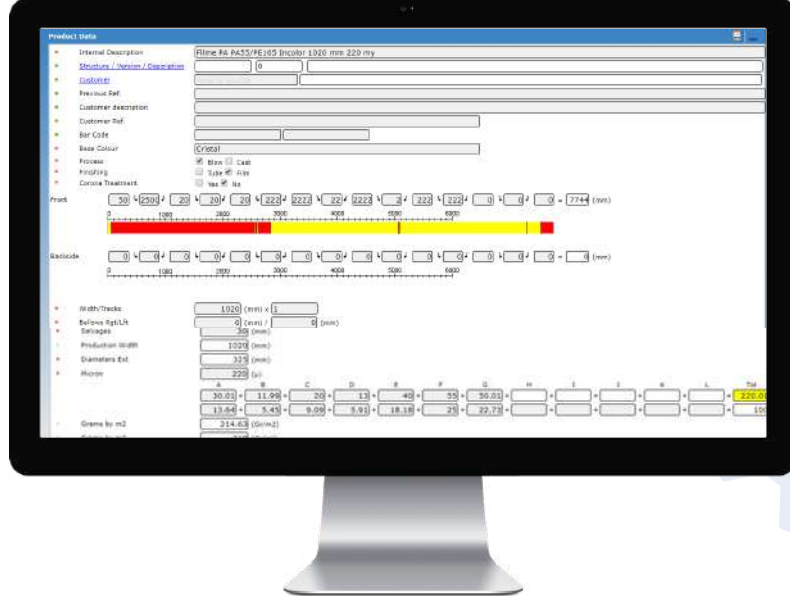 Product Data
Internal Description Filme PA PA55/PE165 Incolor 1020 mm 220 my
Structure / Version / Description 0
Customer
Previous Ref.
Customer description
Customer Ref.
Bar Code
Base Colour Cristal
Process Blow Cast
Finishing Tube Film
Corona Treatment Yes No
Front 50 2500 20 20 20 222 2222 22 2222 2 222 222 0 0 0 = 7744 (mm)
0 1000 2000 3000 4000 5000 6000
Backside 0 0 0 0 0 0 0 0 0 0 0 0 0 0 0 = 0 (mm)
0 1000 2000 3000 4000 5000 6000
Width/Tracks 1020 (mm) x 1
Bellows Rgt/Lft 0 (mm) / 0 (mm)
Selvages 30 (mm)
Production Width 1020 (mm)
Diameters Ext 325 (mm)
Micron 220 (µ)
A B C D E F G H I J K L Tot
30.01 + 11.99 + 20 + 13 + 40 + 55 + 50.01 + + + + + = 220.01
13.64 + 5.45 + 9.09 + 5.91 + 18.18 + 25 + 22.73 + + + + + = 100
Grams by m2 214.63 (Gr/m2)